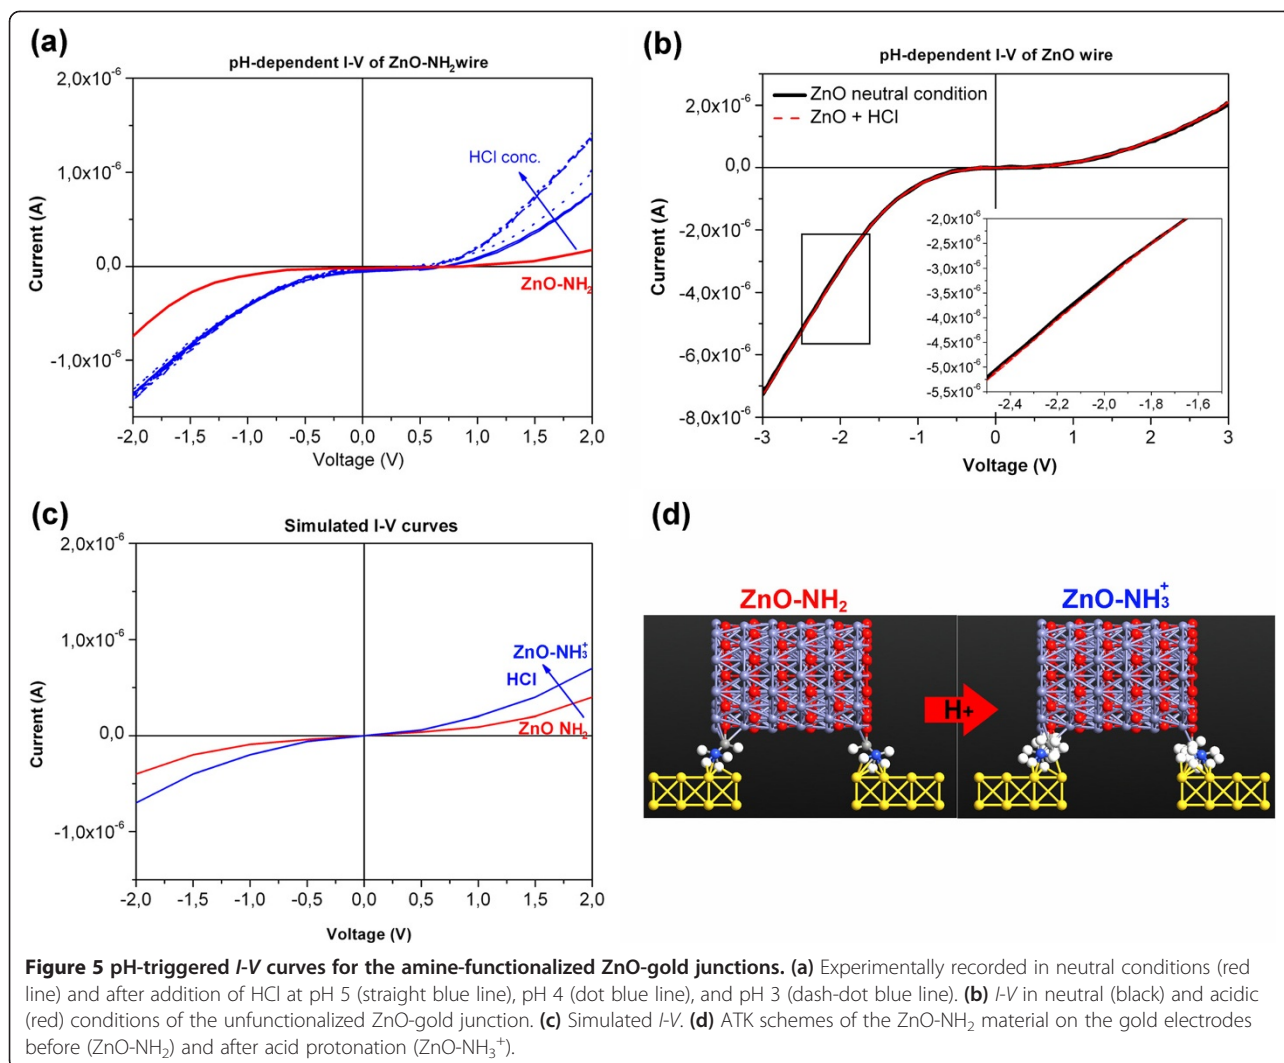 (a)
pH-dependent I-V of ZnO-NH₂wire
2,0x10⁻⁶
1,0x10⁻⁶
0,0
-1,0x10⁻⁶
Current (A)
HCl conc.
ZnO-NH₂
-2,0 -1,5 -1,0 -0,5 0,0 0,5 1,0 1,5 2,0
Voltage (V)
(b)
pH-dependent I-V of ZnO wire
ZnO neutral condition
ZnO + HCl
2,0x10⁻⁶
0,0
-2,0x10⁻⁶
-4,0x10⁻⁶
-6,0x10⁻⁶
-8,0x10⁻⁶
Current (A)
-2,0x10⁻⁶
-2,5x10⁻⁶
-3,0x10⁻⁶
-3,5x10⁻⁶
-4,0x10⁻⁶
-4,5x10⁻⁶
-5,0x10⁻⁶
-5,5x10⁻⁶
-2,4 -2,2 -2,0 -1,8 -1,6
-3 -2 -1 0 1 2 3
Voltage (V)
(c)
Simulated I-V curves
2,0x10⁻⁶
1,0x10⁻⁶
0,0
-1,0x10⁻⁶
Current (A)
ZnO-NH₃⁺
HCl
ZnO NH₂
-2,0 -1,5 -1,0 -0,5 0,0 0,5 1,0 1,5 2,0
Voltage (V)
(d)
ZnO-NH₂
ZnO-NH₃⁺
H+
Figure 5 pH-triggered I-V curves for the amine-functionalized ZnO-gold junctions. (a) Experimentally recorded in neutral conditions (red
line) and after addition of HCl at pH 5 (straight blue line), pH 4 (dot blue line), and pH 3 (dash-dot blue line). (b) I-V in neutral (black) and acidic
(red) conditions of the unfunctionalized ZnO-gold junction. (c) Simulated I-V. (d) ATK schemes of the ZnO-NH₂ material on the gold electrodes
before (ZnO-NH₂) and after acid protonation (ZnO-NH₃⁺).